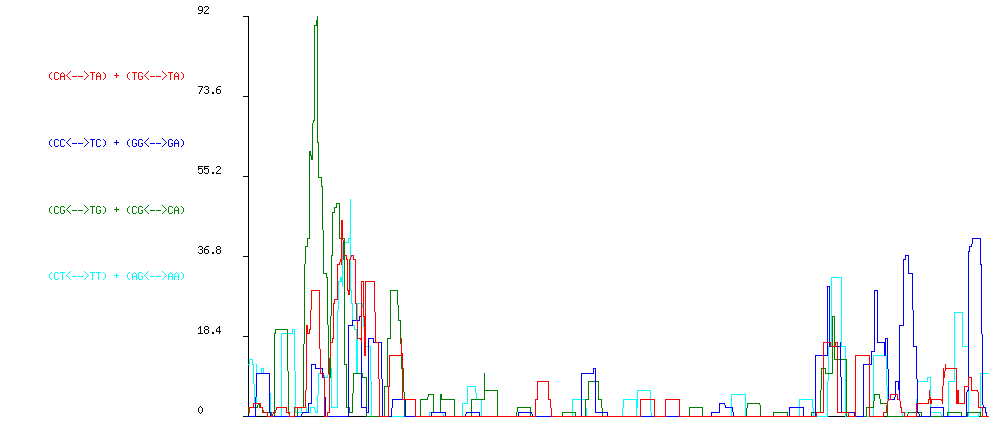 92
(CA<-->TA) + (TG<-->TA)
73.6
(CC<-->TC) + (GG<-->GA)
55.2
(CG<-->TG) + (CG<-->CA)
36.8
(CT<-->TT) + (AG<-->AA)
18.4
0